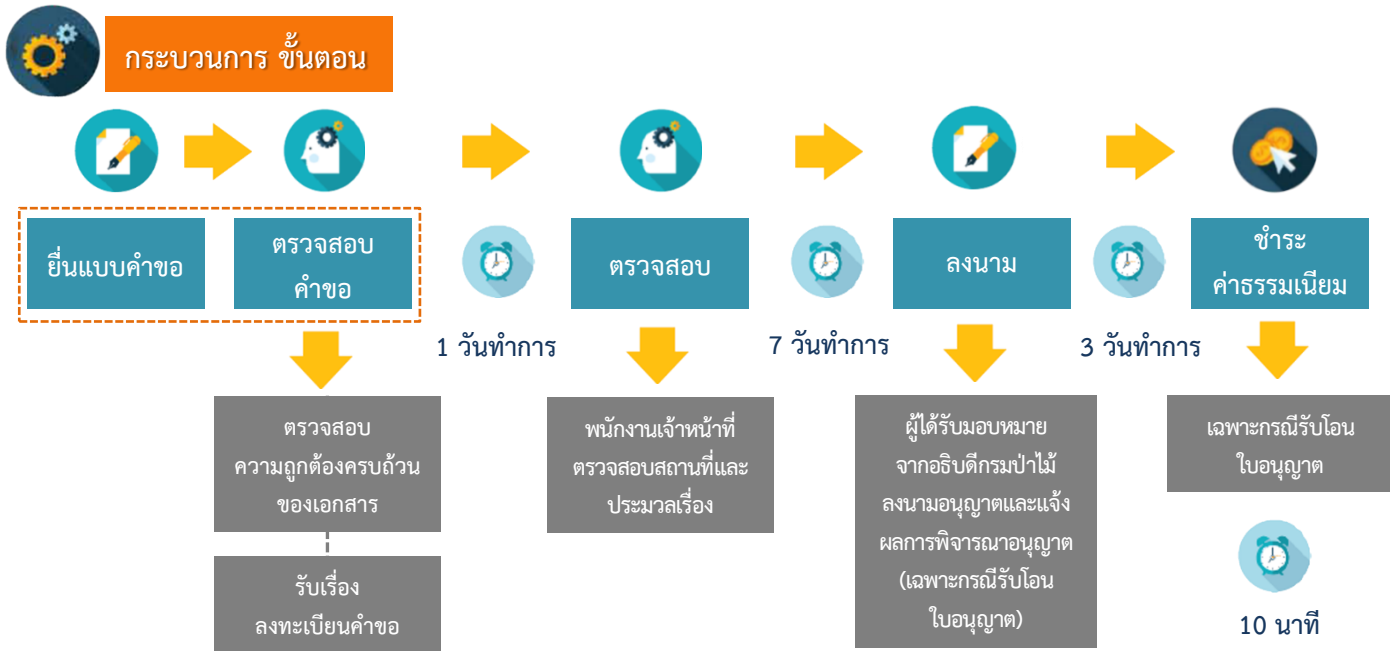 กระบวนการ ขั้นตอน
ยื่นแบบคำขอ
ตรวจสอบ
คำขอ
1 วันทำการ
ตรวจสอบ
7 วันทำการ
ลงนาม
3 วันทำการ
ชำระ
ค่าธรรมเนียม
ตรวจสอบ
ความถูกต้องครบถ้วน
ของเอกสาร
รับเรื่อง
ลงทะเบียนคำขอ
พนักงานเจ้าหน้าที่
ตรวจสอบสถานที่และ
ประมวลเรื่อง
ผู้ได้รับมอบหมาย
จากอธิบดีกรมป่าไม้
ลงนามอนุญาตและแจ้ง
ผลการพิจารณาอนุญาต
(เฉพาะกรณีรับโอน
ใบอนุญาต)
เฉพาะกรณีรับโอน
ใบอนุญาต
10 นาที